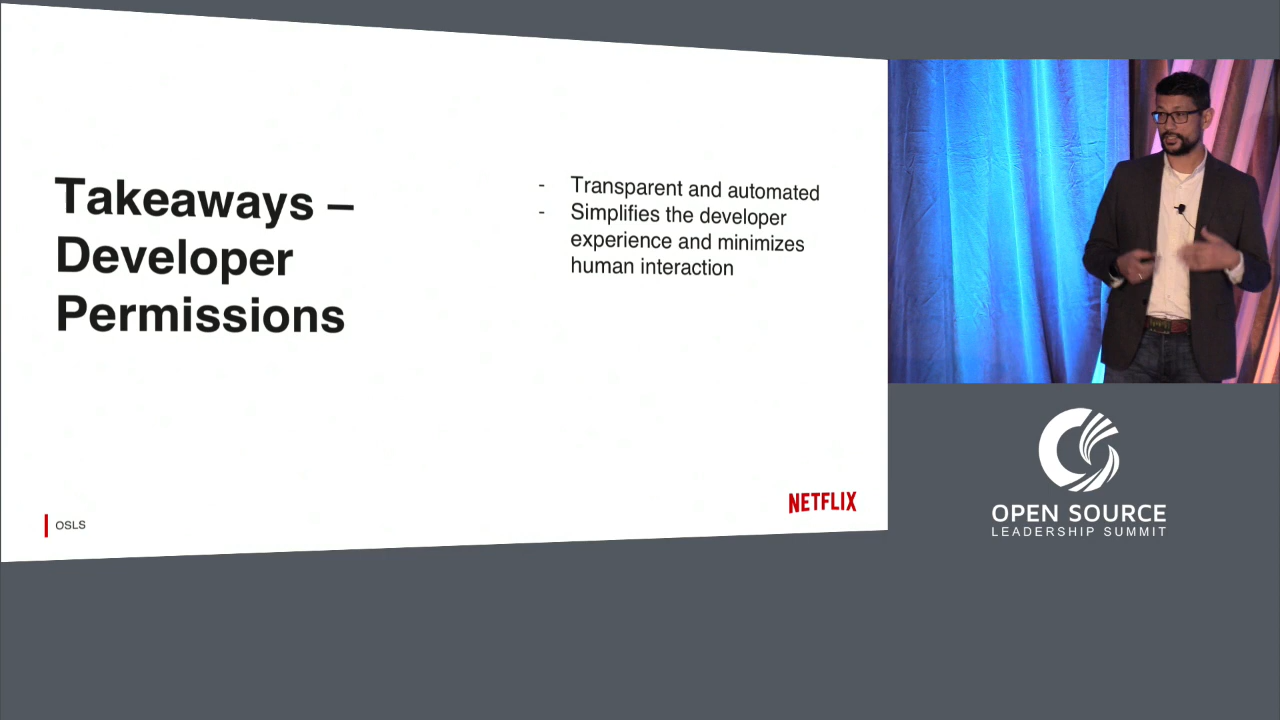 Takeaways –
Developer
Permissions
- Transparent and automated
- Simplifies the developer
experience and minimizes
human interaction
OSLS
NETFLIX
OPEN SOURCE
LEADERSHIP SUMMIT